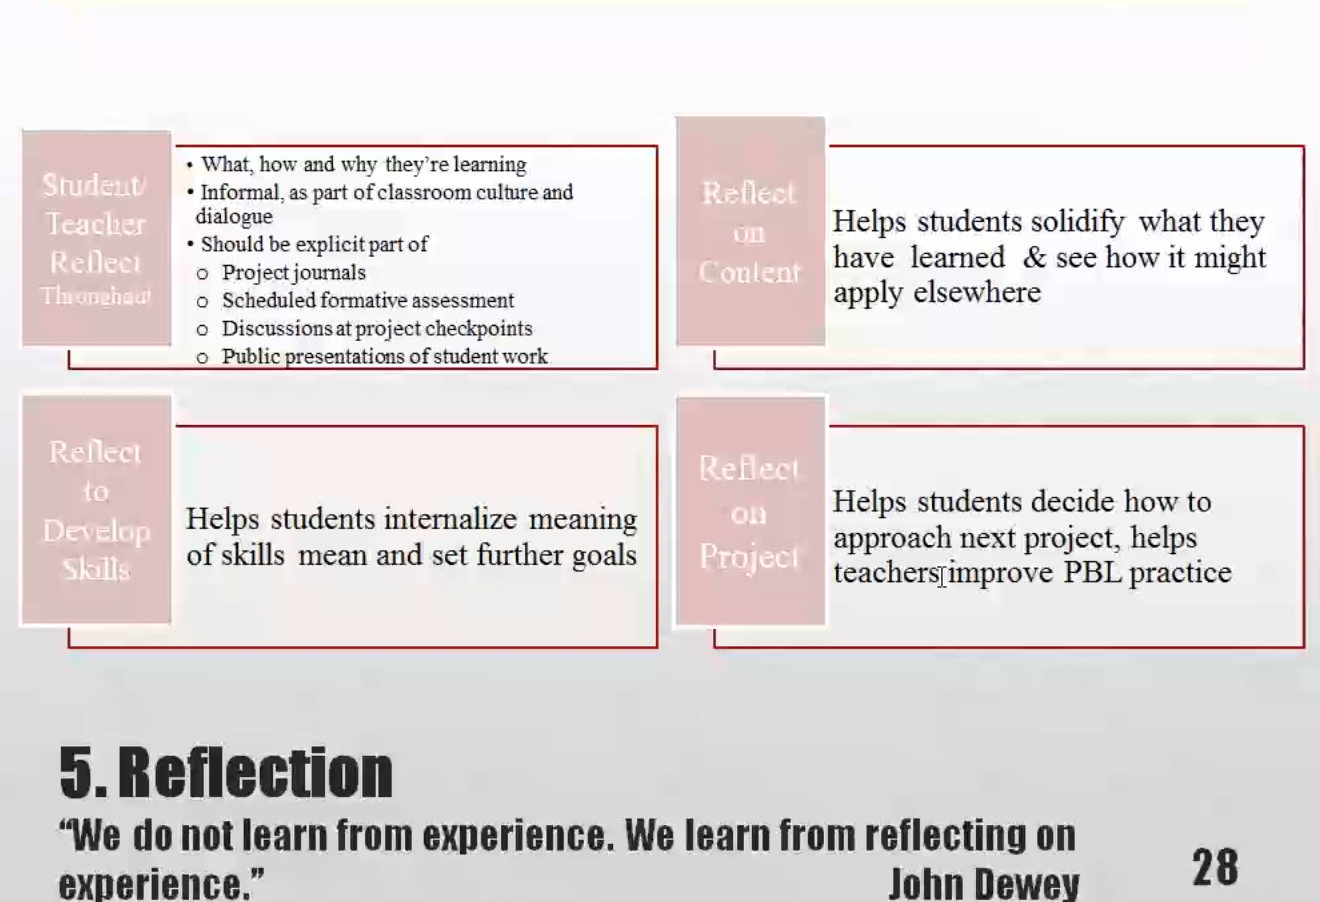 Student/
Teacher
Reflect
Throughout
• What, how and why they're learning
• Informal, as part of classroom culture and
dialogue
• Should be explicit part of
o Project journals
o Scheduled formative assessment
o Discussions at project checkpoints
o Public presentations of student work
Reflect
on
Content
Helps students solidify what they
have learned & see how it might
apply elsewhere
Reflect
to
Develop
Skills
Helps students internalize meaning
of skills mean and set further goals
Reflect
on
Project
Helps students decide how to
approach next project, helps
teachers improve PBL practice
5. Reflection
“We do not learn from experience. We learn from reflecting on
experience.” John Dewey
28